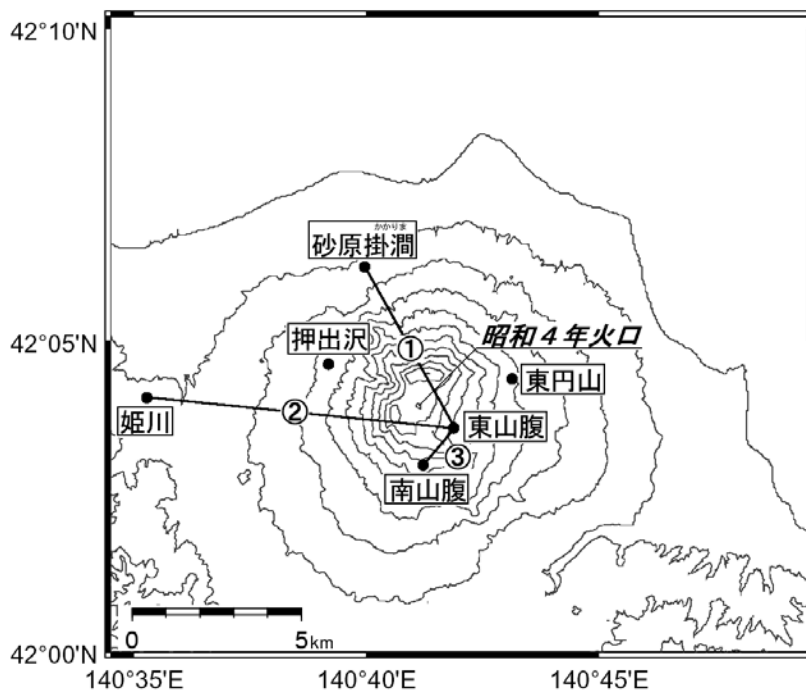 42°10'N
かかりま
砂原掛澗
昭和4年火口
42°05'N
押出沢
①
東円山
姫川
②
東山腹
③
南山腹
0 5km
42°00'N
140°35'E 140°40'E 140°45'E